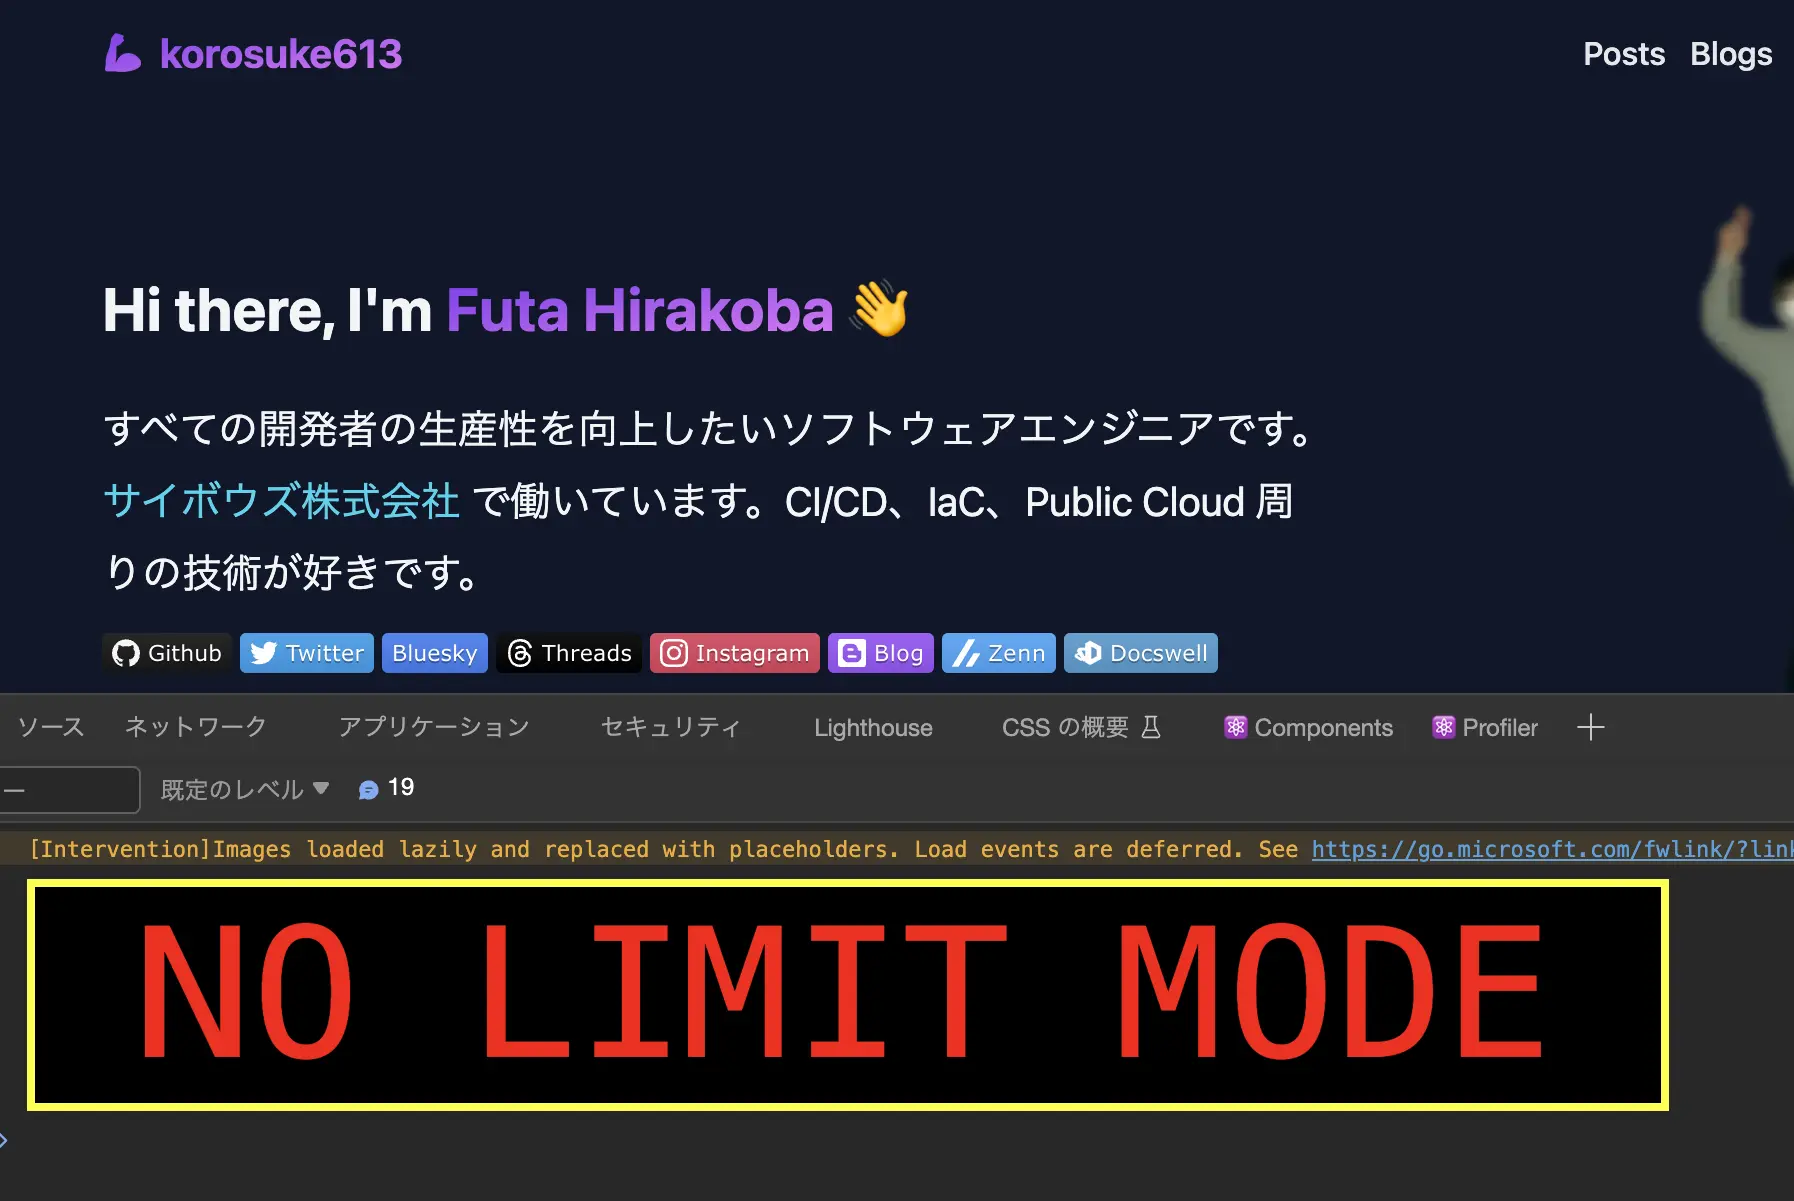 korosuke613
Posts Blogs
Hi there, I'm Futa Hirakoba 👋
すべての開発者の生産性を向上したいソフトウェアエンジニアです。
サイボウズ株式会社 で働いています。CI/CD、IaC、Public Cloud 周
りの技術が好きです。
Github Twitter Bluesky Threads Instagram Blog Zenn Docswell
ソース ネットワーク アプリケーション セキュリティ Lighthouse CSS の概要 Components Profiler
ー 既定のレベル 19
[Intervention]Images loaded lazily and replaced with placeholders. Load events are deferred. See https://go.microsoft.com/fwlink/?link
NO LIMIT MODE